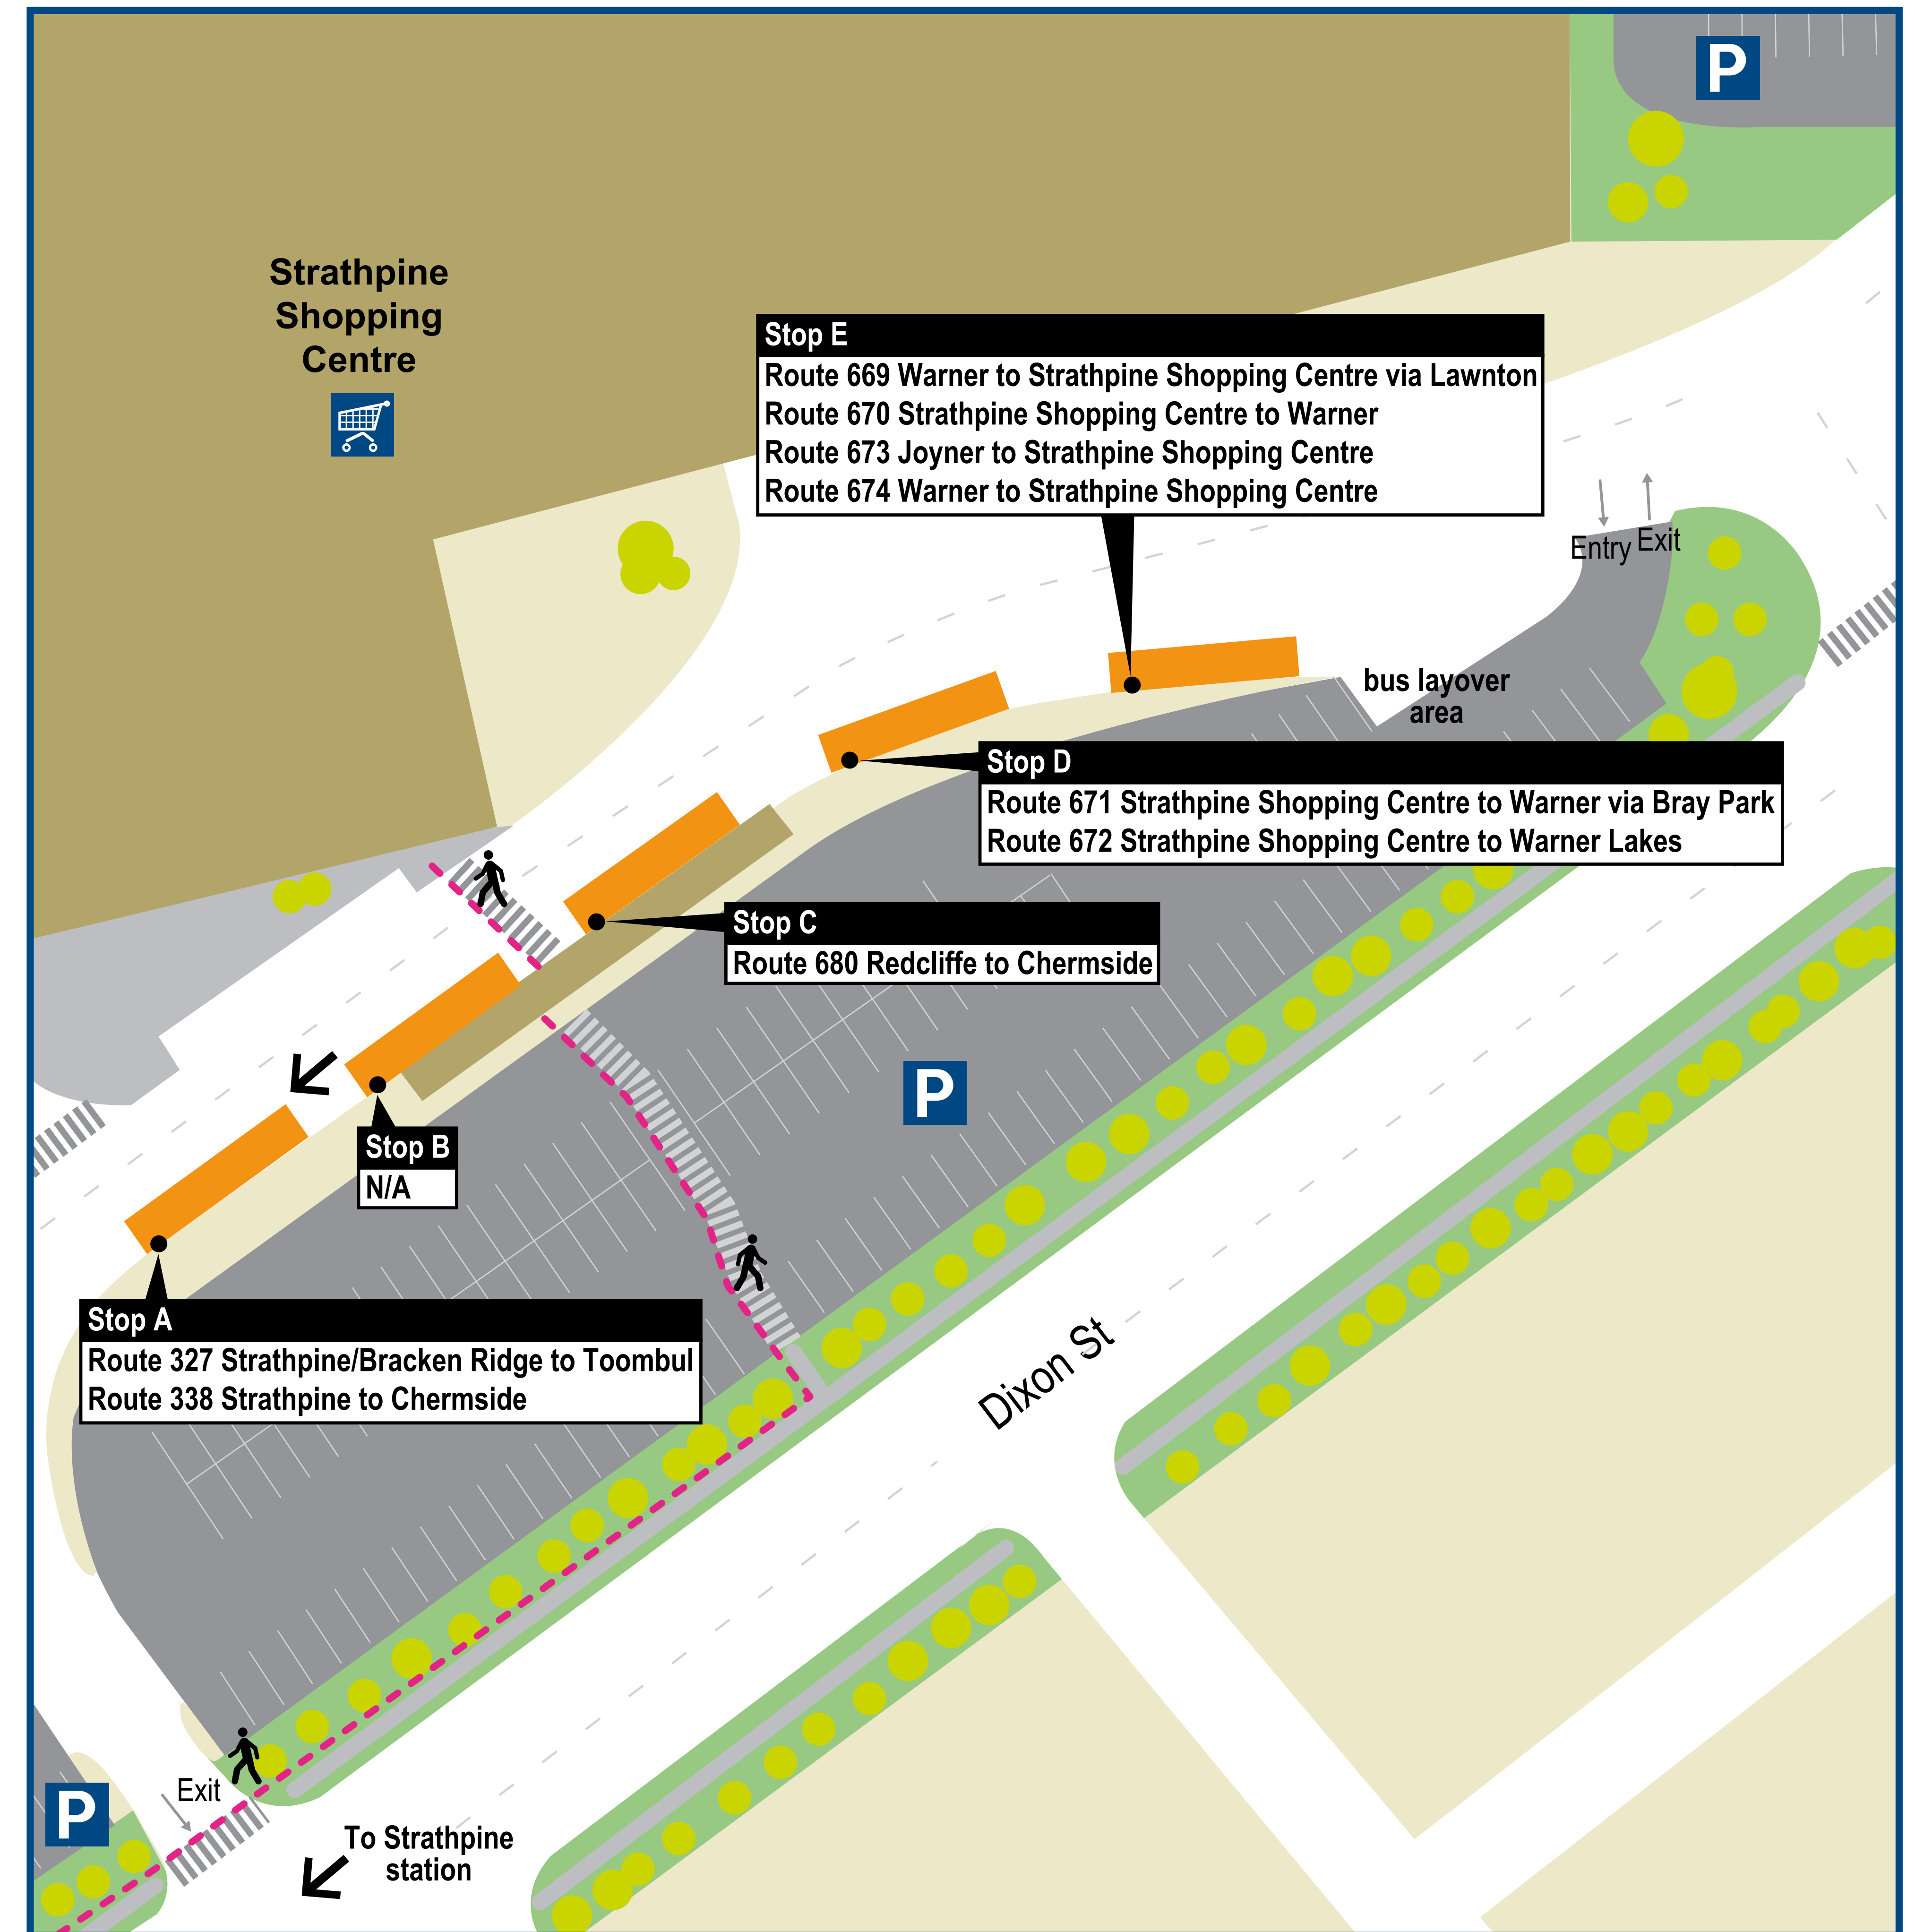 P
Strathpine
Shopping
Centre
Stop E
Route 669 Warner to Strathpine Shopping Centre via Lawnton
Route 670 Strathpine Shopping Centre to Warner
Route 673 Joyner to Strathpine Shopping Centre
Route 674 Warner to Strathpine Shopping Centre
Entry
Exit
bus layover
area
Stop D
Route 671 Strathpine Shopping Centre to Warner via Bray Park
Route 672 Strathpine Shopping Centre to Warner Lakes
Stop C
Route 680 Redcliffe to Chermside
P
Stop B
N/A
Stop A
Route 327 Strathpine/Bracken Ridge to Toombul
Route 338 Strathpine to Chermside
Dixon St
P
Exit
To Strathpine
station